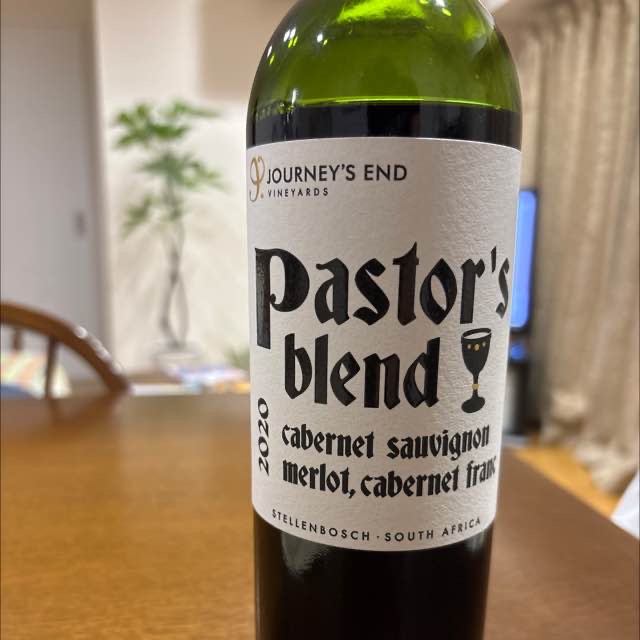 JOURNEY'S END
VINEYARDS
Pastor's
blend
2020
cabernet sauvignon
merlot, cabernet franc
STELLENBOSCH · SOUTH AFRICA